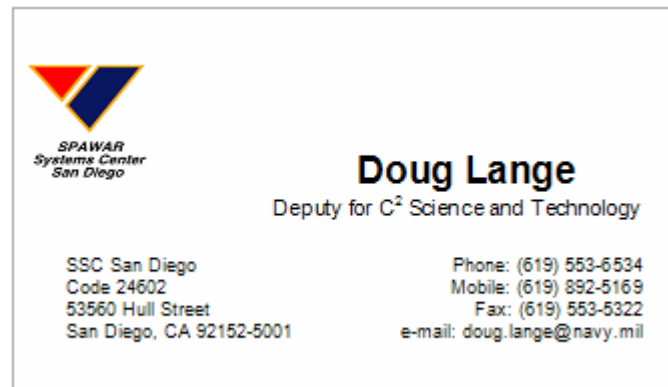 SPAWAR
Systems Center
San Diego
Doug Lange
Deputy for C² Science and Technology
SSC San Diego
Code 24602
53560 Hull Street
San Diego, CA 92152-5001
Phone: (619) 553-6534
Mobile: (619) 892-5169
Fax: (619) 553-5322
e-mail: doug.lange@navy.mil